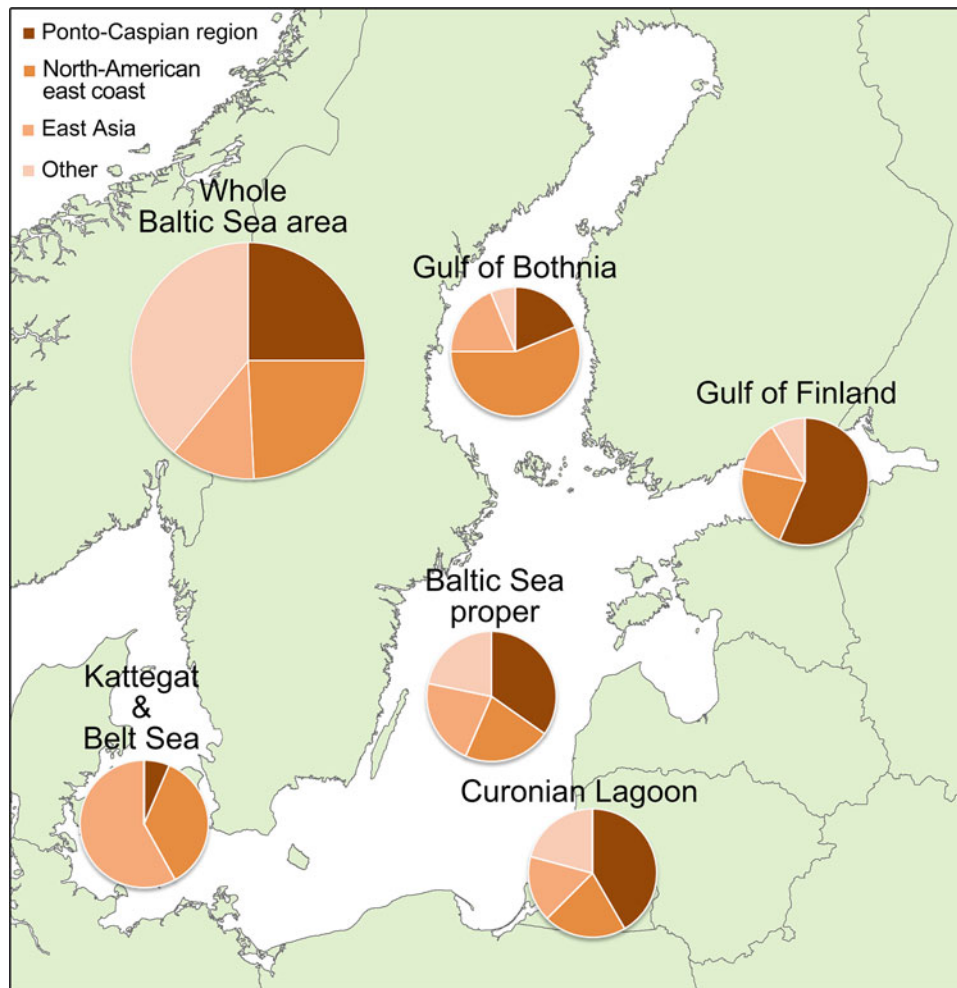 Ponto-Caspian region
North-American
east coast
East Asia
Other
Whole
Baltic Sea area
Gulf of Bothnia
Gulf of Finland
Baltic Sea
proper
Kattegat
&
Belt Sea
Curonian Lagoon